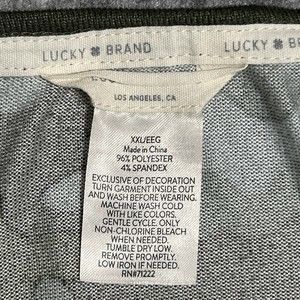 LUCKY BRAND
LUCKY BRAND
LOS ANGELES, CA
XXL/EEG
Made in China
96% POLYESTER
4% SPANDEX
EXCLUSIVE OF DECORATION
TURN GARMENT INSIDE OUT
AND WASH BEFORE WEARING.
MACHINE WASH COLD
WITH LIKE COLORS.
GENTLE CYCLE. ONLY
NON-CHLORINE BLEACH
WHEN NEEDED.
TUMBLE DRY LOW.
REMOVE PROMPTLY.
LOW IRON IF NEEDED.
RN#71222